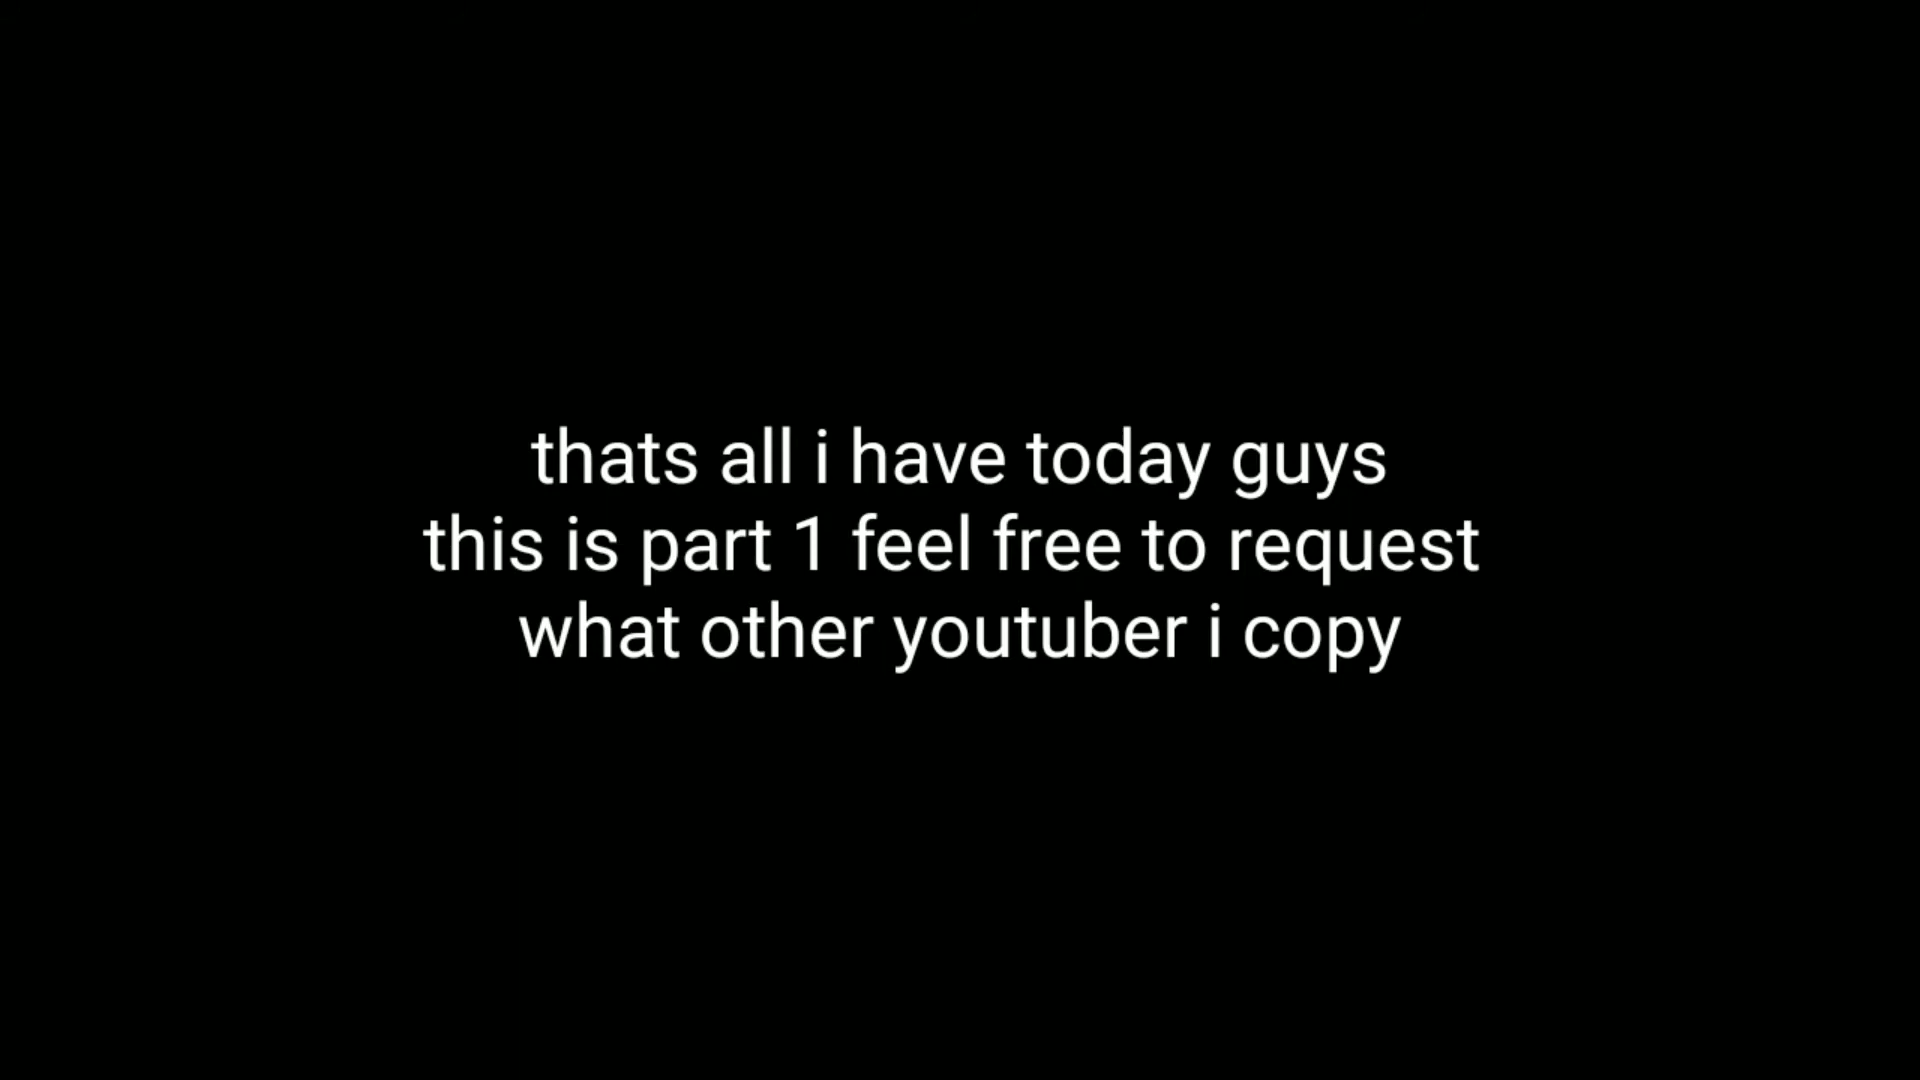 thats all i have today guys
this is part 1 feel free to request
what other youtuber i copy